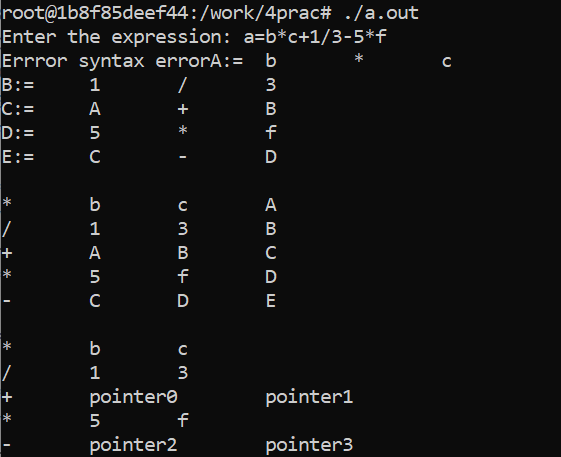 root@1b8f85deef44:/work/4prac# ./a.out
Enter the expression: a=b*c+1/3-5*f
Errror syntax errorA:=  b       *       c
B:=     1       /       3
C:=     A       +       B
D:=     5       *       f
E:=     C       -       D

*       b       c       A
/       1       3       B
+       A       B       C
*       5       f       D
-       C       D       E

*       b       c
/       1       3
+       pointer0        pointer1
*       5       f
-       pointer2        pointer3